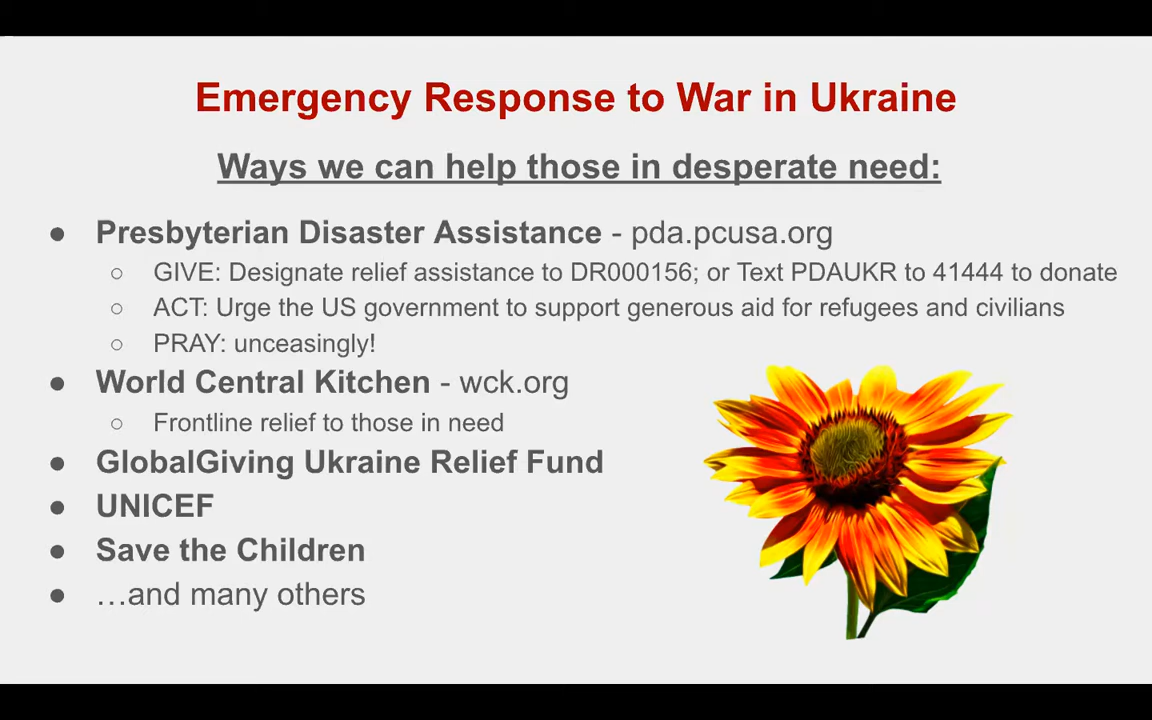 Emergency Response to War in Ukraine
Ways we can help those in desperate need:
● Presbyterian Disaster Assistance - pda.pcusa.org
○ GIVE: Designate relief assistance to DR000156; or Text PDAUKR to 41444 to donate
○ ACT: Urge the US government to support generous aid for refugees and civilians
○ PRAY: unceasingly!
● World Central Kitchen - wck.org
○ Frontline relief to those in need
● GlobalGiving Ukraine Relief Fund
● UNICEF
● Save the Children
● …and many others